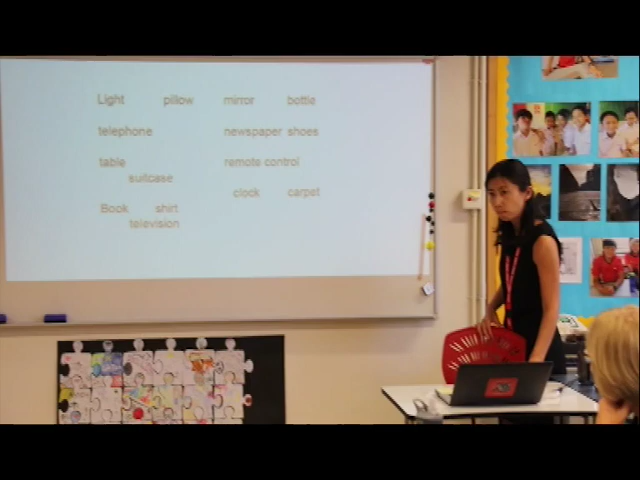 Light pillow mirror bottle
telephone newspaper shoes
table remote control
suitcase
clock carpet
Book shirt
television